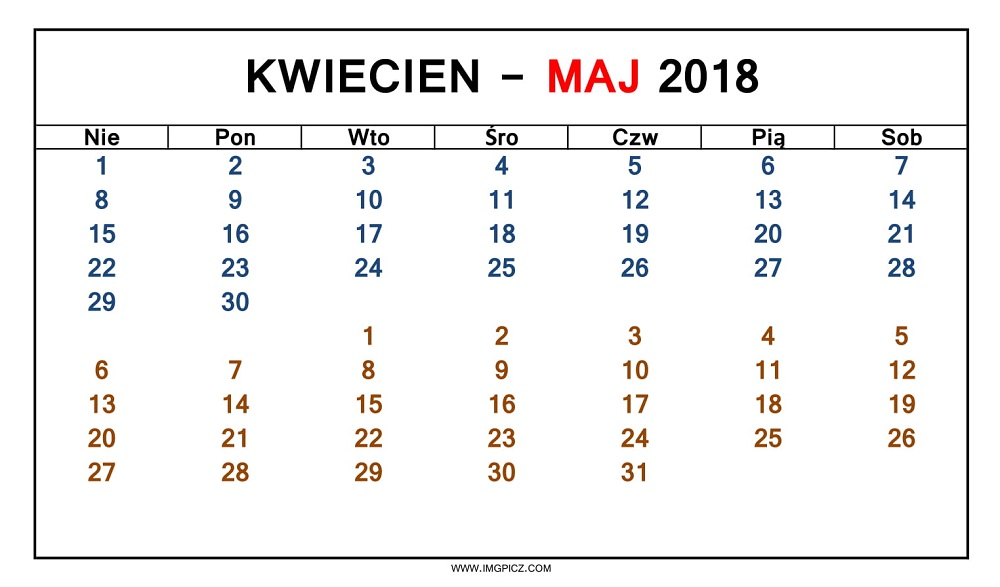 KWIECIEN - MAJ 2018
Nie Pon Wto Śro Czw Pią Sob
1 2 3 4 5 6 7
8 9 10 11 12 13 14
15 16 17 18 19 20 21
22 23 24 25 26 27 28
29 30
1 2 3 4 5
6 7 8 9 10 11 12
13 14 15 16 17 18 19
20 21 22 23 24 25 26
27 28 29 30 31
WWW.IMGPICZ.COM